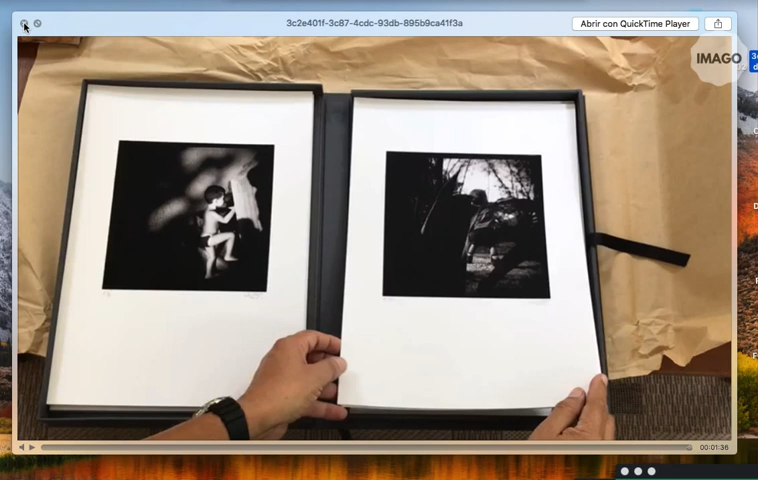 3c2e401f-3c87-4cdc-93db-895b9ca41f3a
Abrir con QuickTime Player
IMAGO
00:01:36